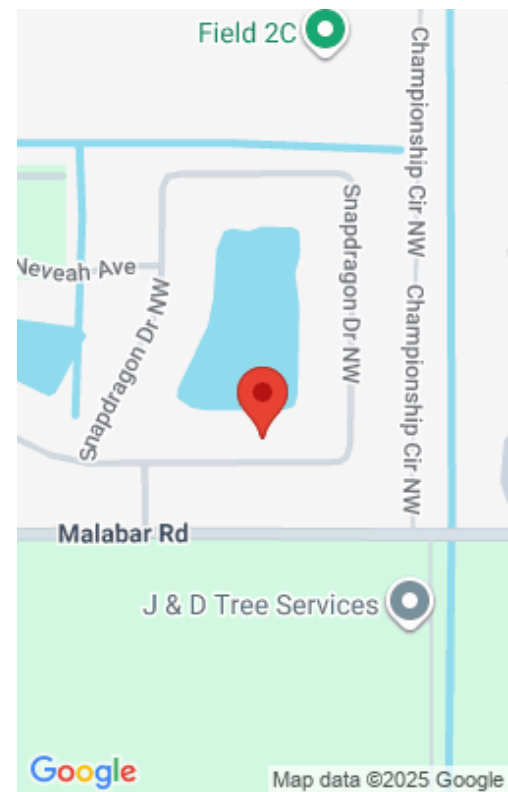 Field 2C
Championship Cir NW
Snapdragon Dr NW
Neveah Ave
Snapdragon Dr NW
Championship Cir NW
Malabar Rd
J & D Tree Services
Google
Map data ©2025 Google